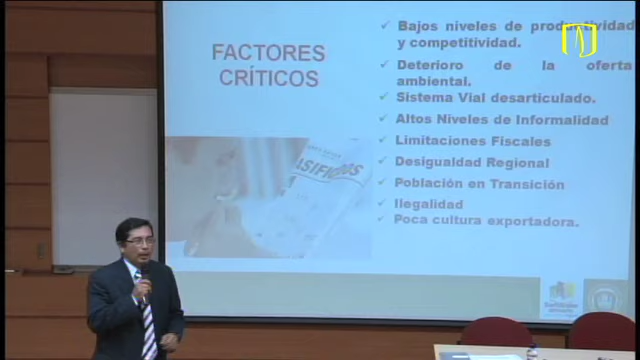 FACTORES
CRÍTICOS
Bajos niveles de productividad
y competitividad.
Deterioro de la oferta
ambiental.
Sistema Vial desarticulado.
Altos Niveles de Informalidad
Limitaciones Fiscales
Desigualdad Regional
Población en Transición
Ilegalidad
Poca cultura exportadora.